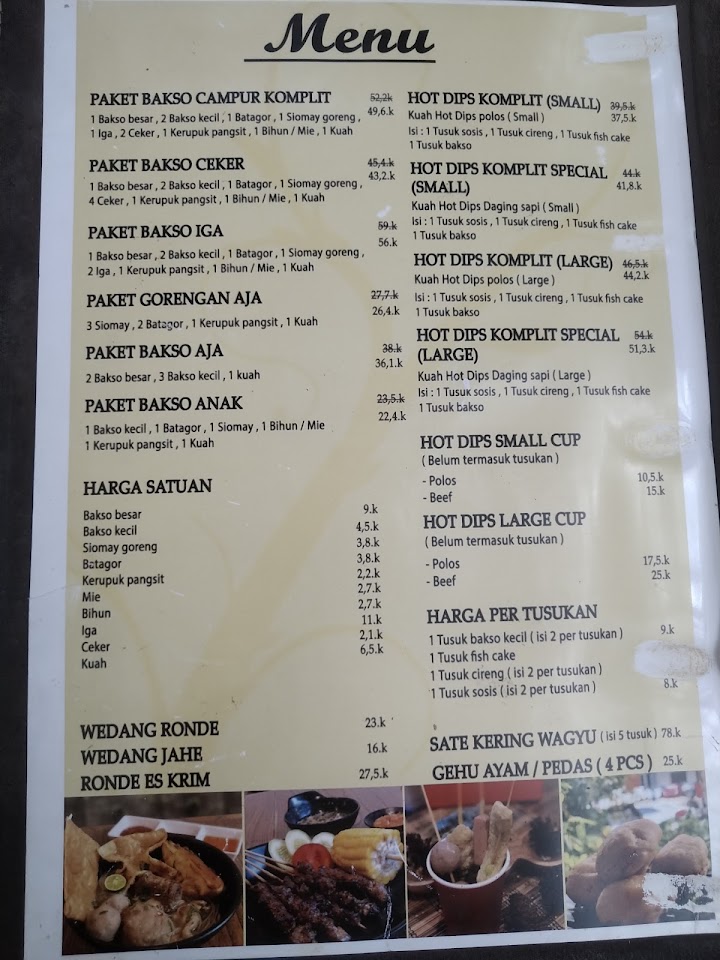 Menu
PAKET BAKSO CAMPUR KOMPLIT 52,2k
49,6.k
1 Bakso besar , 2 Bakso kecil , 1 Batagor , 1 Siomay goreng ,
1 Iga , 2 Ceker , 1 Kerupuk pangsit , 1 Bihun / Mie , 1 Kuah
PAKET BAKSO CEKER 45,4.k
43,2.k
1 Bakso besar , 2 Bakso kecil , 1 Batagor , 1 Siomay goreng ,
4 Ceker , 1 Kerupuk pangsit , 1 Bihun / Mie , 1 Kuah
PAKET BAKSO IGA 59.k
56.k
1 Bakso besar , 2 Bakso kecil , 1 Batagor , 1 Siomay goreng ,
2 Iga , 1 Kerupuk pangsit , 1 Bihun / Mie , 1 Kuah
PAKET GORENGAN AJA 27,7.k
26,4.k
3 Siomay , 2 Batagor , 1 Kerupuk pangsit , 1 Kuah
PAKET BAKSO AJA 38.k
36,1.k
2 Bakso besar , 3 Bakso kecil , 1 kuah
PAKET BAKSO ANAK 23,5.k
22,4.k
1 Bakso kecil , 1 Batagor , 1 Siomay , 1 Bihun / Mie
1 Kerupuk pangsit , 1 Kuah
HARGA SATUAN
Bakso besar 9.k
Bakso kecil 4,5.k
Siomay goreng 3,8.k
Batagor 3,8.k
Kerupuk pangsit 2,2.k
Mie 2,7.k
Bihun 2,7.k
Iga 11.k
Ceker 2,1.k
Kuah 6,5.k
WEDANG RONDE 23.k
WEDANG JAHE 16.k
RONDE ES KRIM 27,5.k
HOT DIPS KOMPLIT (SMALL) 39,5.k
Kuah Hot Dips polos ( Small ) 37,5.k
Isi : 1 Tusuk sosis , 1 Tusuk cireng , 1 Tusuk fish cake
1 Tusuk bakso
HOT DIPS KOMPLIT SPECIAL 44.k
(SMALL) 41,8.k
Kuah Hot Dips Daging sapi ( Small )
Isi : 1 Tusuk sosis , 1 Tusuk cireng , 1 Tusuk fish cake
1 Tusuk bakso
HOT DIPS KOMPLIT (LARGE) 46,5.k
Kuah Hot Dips polos ( Large ) 44,2.k
Isi : 1 Tusuk sosis , 1 Tusuk cireng , 1 Tusuk fish cake
1 Tusuk bakso
HOT DIPS KOMPLIT SPECIAL 54.k
(LARGE) 51,3.k
Kuah Hot Dips Daging sapi ( Large )
Isi : 1 Tusuk sosis , 1 Tusuk cireng , 1 Tusuk fish cake
1 Tusuk bakso
HOT DIPS SMALL CUP
( Belum termasuk tusukan )
- Polos 10,5.k
- Beef 15.k
HOT DIPS LARGE CUP
( Belum termasuk tusukan )
- Polos 17,5.k
- Beef 25.k
HARGA PER TUSUKAN
1 Tusuk bakso kecil ( isi 2 per tusukan ) 9.k
1 Tusuk fish cake
1 Tusuk cireng ( isi 2 per tusukan )
1 Tusuk sosis ( isi 2 per tusukan ) 8.k
SATE KERING WAGYU ( isi 5 tusuk ) 78.k
GEHU AYAM / PEDAS ( 4 PCS ) 25.k